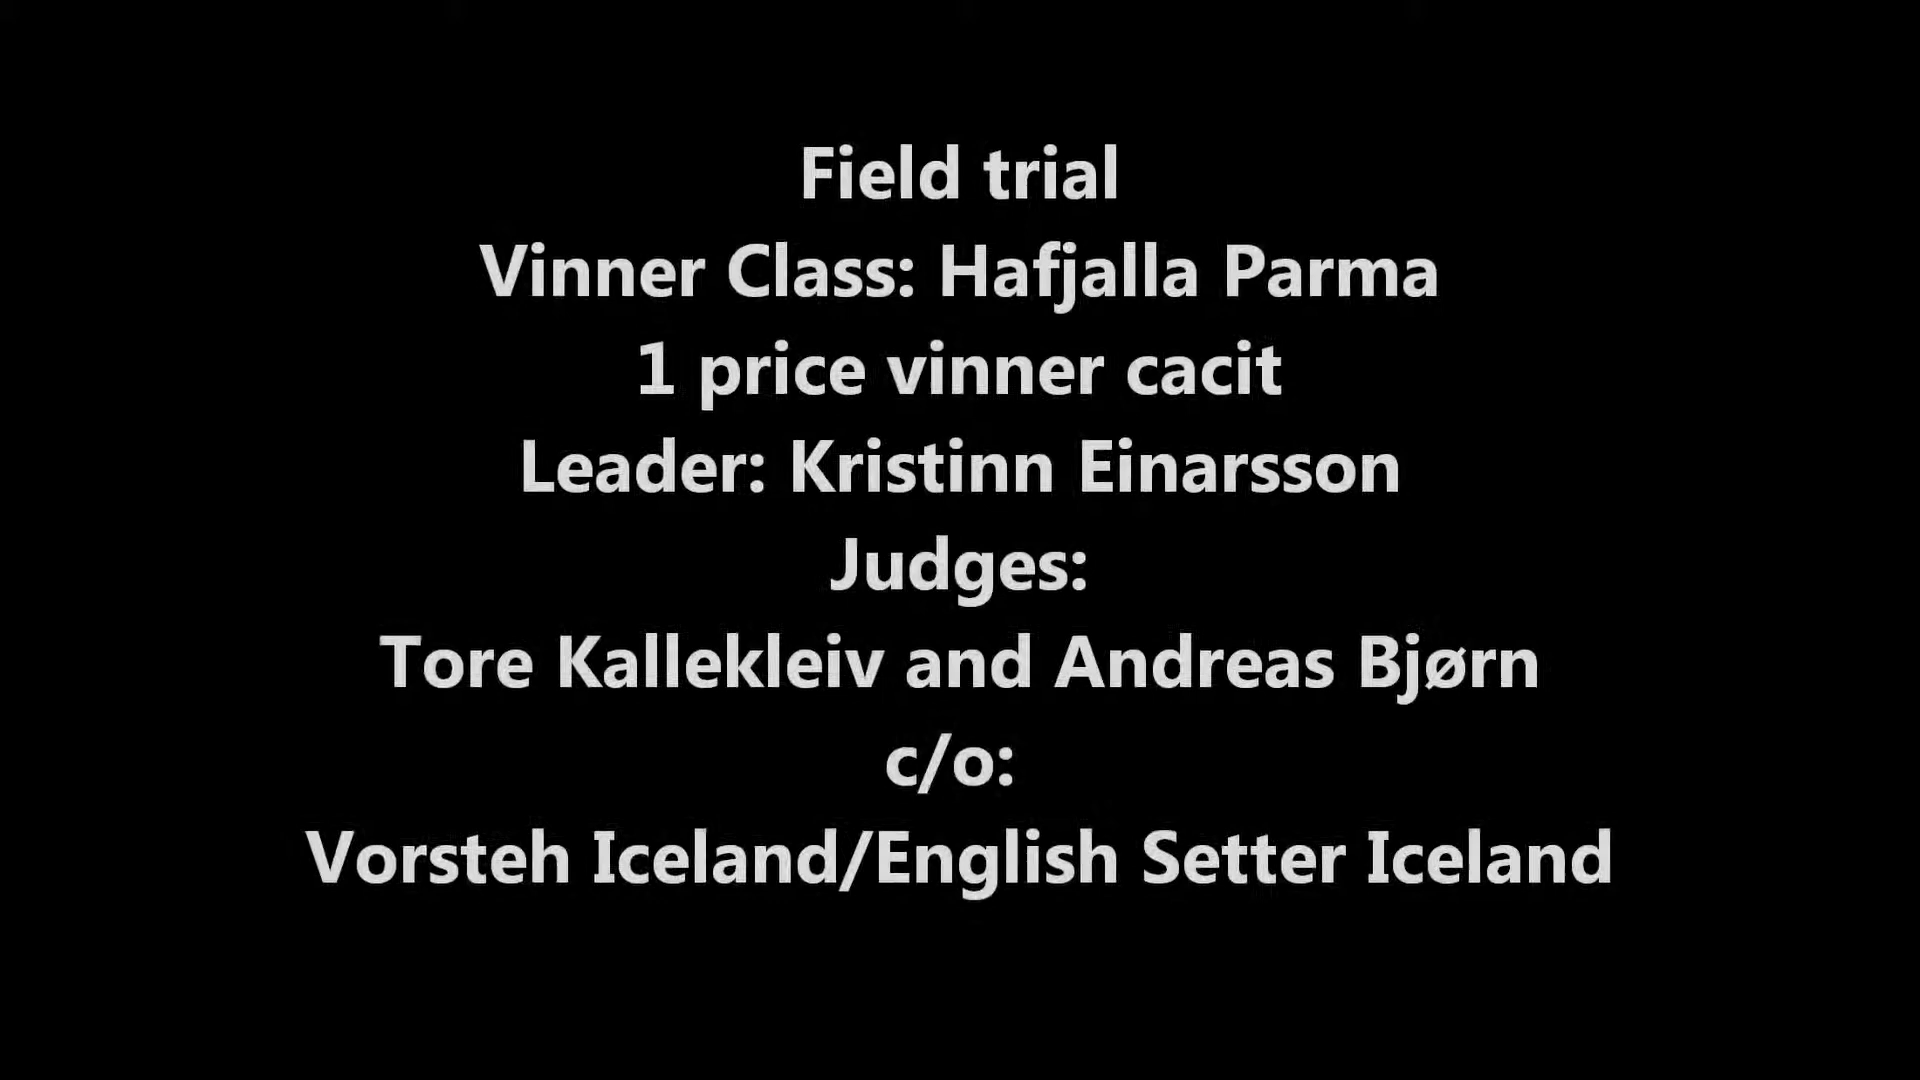 Field trial
Vinner Class: Hafjalla Parma
1 price vinner cacit
Leader: Kristinn Einarsson
Judges:
Tore Kallekleiv and Andreas Bjørn
c/o:
Vorsteh Iceland/English Setter Iceland